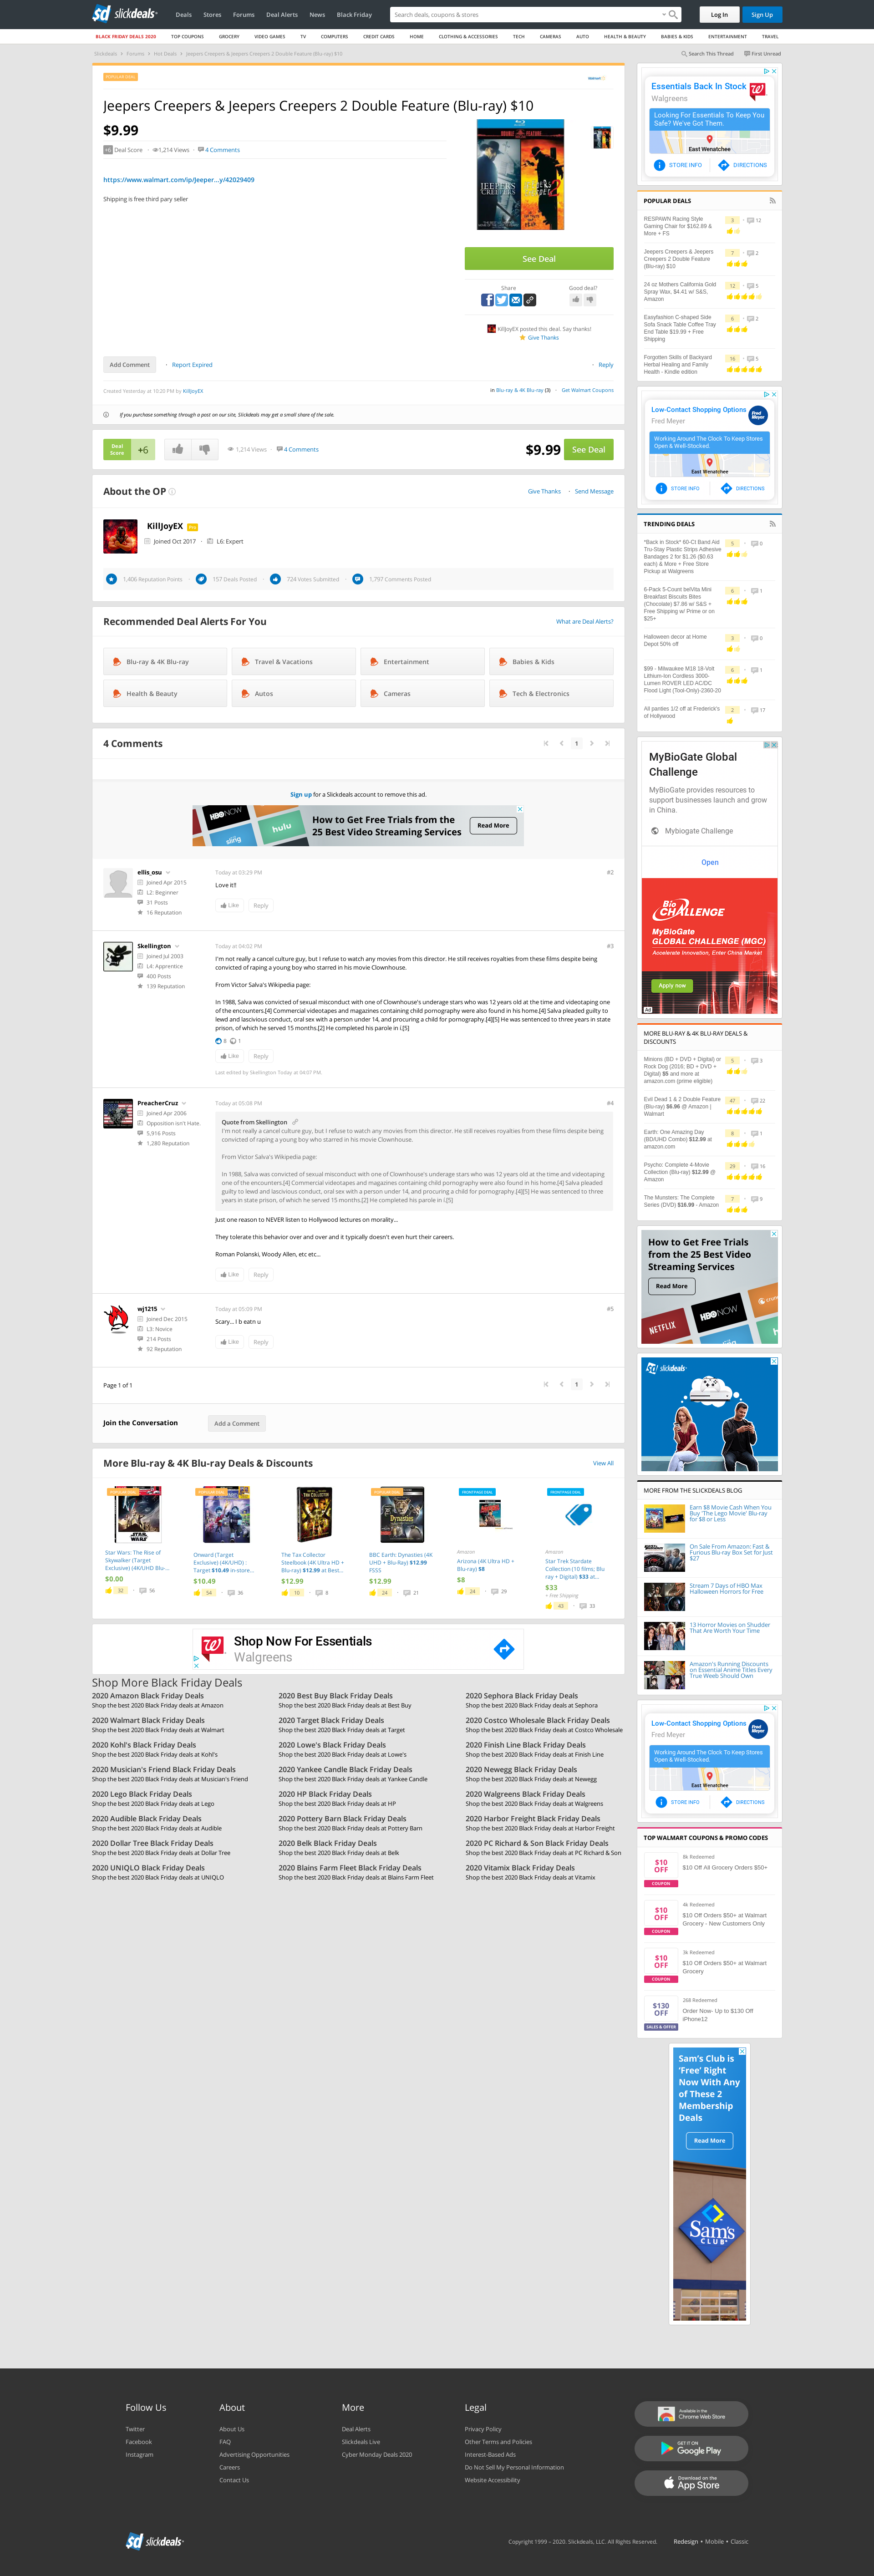 slickdeals
Deals Stores Forums Deal Alerts News Black Friday
Search deals, coupons & stores
Log In Sign Up
BLACK FRIDAY DEALS 2020 TOP COUPONS GROCERY VIDEO GAMES TV COMPUTERS CREDIT CARDS HOME CLOTHING & ACCESSORIES TECH CAMERAS AUTO HEALTH & BEAUTY BABIES & KIDS ENTERTAINMENT TRAVEL
Slickdeals Forums Hot Deals Jeepers Creepers & Jeepers Creepers 2 Double Feature (Blu-ray) $10
Search This Thread First Unread
POPULAR DEAL
Walmart
Jeepers Creepers & Jeepers Creepers 2 Double Feature (Blu-ray) $10
$9.99
+6 Deal Score 1,214 Views 4 Comments
https://www.walmart.com/ip/Jeeper...y/42029409
Shipping is free third pary seller
See Deal
Share Good deal?
KillJoyEX posted this deal. Say thanks!
Give Thanks
Add Comment Report Expired Reply
Created Yesterday at 10:20 PM by KillJoyEX
in Blu-ray & 4K Blu-ray (3) Get Walmart Coupons
If you purchase something through a post on our site, Slickdeals may get a small share of the sale.
Deal Score +6 1,214 Views 4 Comments $9.99 See Deal
About the OP
Give Thanks Send Message
KillJoyEX Pro
Joined Oct 2017 L6: Expert
1,406 Reputation Points 157 Deals Posted 724 Votes Submitted 1,797 Comments Posted
Recommended Deal Alerts For You
What are Deal Alerts?
Blu-ray & 4K Blu-ray Travel & Vacations Entertainment Babies & Kids
Health & Beauty Autos Cameras Tech & Electronics
4 Comments
1
Sign up for a Slickdeals account to remove this ad.
sling hulu
How to Get Free Trials from the
25 Best Video Streaming Services
Read More
ellis_osu
Joined Apr 2015
L2: Beginner
31 Posts
16 Reputation
Today at 03:29 PM #2
Love it!!
Like Reply
Skellington
Joined Jul 2003
L4: Apprentice
400 Posts
139 Reputation
Today at 04:02 PM #3
I'm not really a cancel culture guy, but I refuse to watch any movies from this director. He still receives royalties from these films despite being
convicted of raping a young boy who starred in his movie Clownhouse.
From Victor Salva's Wikipedia page:
In 1988, Salva was convicted of sexual misconduct with one of Clownhouse's underage stars who was 12 years old at the time and videotaping one
of the encounters.[4] Commercial videotapes and magazines containing child pornography were also found in his home.[4] Salva pleaded guilty to
lewd and lascivious conduct, oral sex with a person under 14, and procuring a child for pornography.[4][5] He was sentenced to three years in state
prison, of which he served 15 months.[2] He completed his parole in i.[5]
8 1
Like Reply
Last edited by Skellington Today at 04:07 PM.
PreacherCruz
Joined Apr 2006
Opposition isn't Hate.
5,916 Posts
1,280 Reputation
Today at 05:08 PM #4
Quote from Skellington
I'm not really a cancel culture guy, but I refuse to watch any movies from this director. He still receives royalties from these films despite being
convicted of raping a young boy who starred in his movie Clownhouse.
From Victor Salva's Wikipedia page:
In 1988, Salva was convicted of sexual misconduct with one of Clownhouse's underage stars who was 12 years old at the time and videotaping
one of the encounters.[4] Commercial videotapes and magazines containing child pornography were also found in his home.[4] Salva pleaded
guilty to lewd and lascivious conduct, oral sex with a person under 14, and procuring a child for pornography.[4][5] He was sentenced to three
years in state prison, of which he served 15 months.[2] He completed his parole in i.[5]
Just one reason to NEVER listen to Hollywood lectures on morality...
They tolerate this behavior over and over and it typically doesn't even hurt their careers.
Roman Polanski, Woody Allen, etc etc...
Like Reply
wj1215
Joined Dec 2015
L3: Novice
214 Posts
92 Reputation
Today at 05:09 PM #5
Scary... I b eatn u
Like Reply
Page 1 of 1
1
Join the Conversation
Add a Comment
More Blu-ray & 4K Blu-ray Deals & Discounts
View All
Star Wars: The Rise of
Skywalker (Target
Exclusive) (4K/UHD Blu-...
$0.00
32 56
Onward (Target
Exclusive) (4K/UHD) :
Target $10.49 in-store...
$10.49
54 36
The Tax Collector
Steelbook (4K Ultra HD +
Blu-ray) $12.99 at Best...
$12.99
10 8
BBC Earth: Dynasties (4K
UHD + Blu-Ray) $12.99
FSSS
$12.99
24 21
FRONTPAGE DEAL
Amazon
Arizona (4K Ultra HD +
Blu-ray) $8
$8
24 29
FRONTPAGE DEAL
Amazon
Star Trek Stardate
Collection (10 films; Blu
ray + Digital) $33 at...
$33
+ Free Shipping
43 33
Shop Now For Essentials
Walgreens
Shop More Black Friday Deals
2020 Amazon Black Friday Deals
Shop the best 2020 Black Friday deals at Amazon
2020 Best Buy Black Friday Deals
Shop the best 2020 Black Friday deals at Best Buy
2020 Sephora Black Friday Deals
Shop the best 2020 Black Friday deals at Sephora
2020 Walmart Black Friday Deals
Shop the best 2020 Black Friday deals at Walmart
2020 Target Black Friday Deals
Shop the best 2020 Black Friday deals at Target
2020 Costco Wholesale Black Friday Deals
Shop the best 2020 Black Friday deals at Costco Wholesale
2020 Kohl's Black Friday Deals
Shop the best 2020 Black Friday deals at Kohl's
2020 Lowe's Black Friday Deals
Shop the best 2020 Black Friday deals at Lowe's
2020 Finish Line Black Friday Deals
Shop the best 2020 Black Friday deals at Finish Line
2020 Musician's Friend Black Friday Deals
Shop the best 2020 Black Friday deals at Musician's Friend
2020 Yankee Candle Black Friday Deals
Shop the best 2020 Black Friday deals at Yankee Candle
2020 Newegg Black Friday Deals
Shop the best 2020 Black Friday deals at Newegg
2020 Lego Black Friday Deals
Shop the best 2020 Black Friday deals at Lego
2020 HP Black Friday Deals
Shop the best 2020 Black Friday deals at HP
2020 Walgreens Black Friday Deals
Shop the best 2020 Black Friday deals at Walgreens
2020 Audible Black Friday Deals
Shop the best 2020 Black Friday deals at Audible
2020 Pottery Barn Black Friday Deals
Shop the best 2020 Black Friday deals at Pottery Barn
2020 Harbor Freight Black Friday Deals
Shop the best 2020 Black Friday deals at Harbor Freight
2020 Dollar Tree Black Friday Deals
Shop the best 2020 Black Friday deals at Dollar Tree
2020 Belk Black Friday Deals
Shop the best 2020 Black Friday deals at Belk
2020 PC Richard & Son Black Friday Deals
Shop the best 2020 Black Friday deals at PC Richard & Son
2020 UNIQLO Black Friday Deals
Shop the best 2020 Black Friday deals at UNIQLO
2020 Blains Farm Fleet Black Friday Deals
Shop the best 2020 Black Friday deals at Blains Farm Fleet
2020 Vitamix Black Friday Deals
Shop the best 2020 Black Friday deals at Vitamix
Essentials Back In Stock
Walgreens
Looking For Essentials To Keep You
Safe? We've Got Them.
East Wenatchee
STORE INFO DIRECTIONS
POPULAR DEALS
RESPAWN Racing Style
Gaming Chair for $162.89 &
More + FS
3 12
Jeepers Creepers & Jeepers
Creepers 2 Double Feature
(Blu-ray) $10
7 2
24 oz Mothers California Gold
Spray Wax, $4.41 w/ S&S,
Amazon
12 5
Easyfashion C-shaped Side
Sofa Snack Table Coffee Tray
End Table $19.99 + Free
Shipping
6 2
Forgotten Skills of Backyard
Herbal Healing and Family
Health - Kindle edition
16 5
Low-Contact Shopping Options
Fred Meyer
Working Around The Clock To Keep Stores
Open & Well-Stocked.
East Wenatchee
STORE INFO DIRECTIONS
TRENDING DEALS
*Back in Stock* 60-Ct Band Aid
Tru-Stay Plastic Strips Adhesive
Bandages 2 for $1.26 ($0.63
each) & More + Free Store
Pickup at Walgreens
5 0
6-Pack 5-Count belVita Mini
Breakfast Biscuits Bites
(Chocolate) $7.86 w/ S&S +
Free Shipping w/ Prime or on
$25+
6 1
Halloween decor at Home
Depot 50% off
3 0
$99 - Milwaukee M18 18-Volt
Lithium-Ion Cordless 3000-
Lumen ROVER LED AC/DC
Flood Light (Tool-Only)-2360-20
6 1
All panties 1/2 off at Frederick's
of Hollywood
2 17
MyBioGate Global
Challenge
MyBioGate provides resources to
support businesses launch and grow
in China.
Mybiogate Challenge
Open
Bio CHALLENGE
MyBioGate
GLOBAL CHALLENGE (MGC)
Accelerate Innovation, Enter China Market
Apply now
Ad
MORE BLU-RAY & 4K BLU-RAY DEALS &
DISCOUNTS
Minions (BD + DVD + Digital) or
Rock Dog (2016; BD + DVD +
Digital) $5 and more at
amazon.com (prime eligible)
5 3
Evil Dead 1 & 2 Double Feature
(Blu-ray) $6.96 @ Amazon |
Walmart
47 22
Earth: One Amazing Day
(BD/UHD Combo) $12.99 at
amazon.com
8 1
Psycho: Complete 4-Movie
Collection (Blu-ray) $12.99 @
Amazon
29 16
The Munsters: The Complete
Series (DVD) $16.99 - Amazon
7 9
How to Get Free Trials
from the 25 Best Video
Streaming Services
Read More
HBO NOW
NETFLIX
slickdeals
MORE FROM THE SLICKDEALS BLOG
Earn $8 Movie Cash When You
Buy 'The Lego Movie' Blu-ray
for $8 or Less
On Sale From Amazon: Fast &
Furious Blu-ray Box Set for Just
$27
Stream 7 Days of HBO Max
Halloween Horrors for Free
13 Horror Movies on Shudder
That Are Worth Your Time
Amazon's Running Discounts
on Essential Anime Titles Every
True Weeb Should Own
Low-Contact Shopping Options
Fred Meyer
Working Around The Clock To Keep Stores
Open & Well-Stocked.
East Wenatchee
STORE INFO DIRECTIONS
TOP WALMART COUPONS & PROMO CODES
$10 OFF COUPON
8k Redeemed
$10 Off All Grocery Orders $50+
$10 OFF COUPON
4k Redeemed
$10 Off Orders $50+ at Walmart
Grocery - New Customers Only
$10 OFF COUPON
3k Redeemed
$10 Off Orders $50+ at Walmart
Grocery
$130 OFF SALES & OFFER
268 Redeemed
Order Now- Up to $130 Off
iPhone12
Sam's Club is
'Free' Right
Now With Any
of These 2
Membership
Deals
Read More
Sam's
CLUB
Follow Us About More Legal
Twitter About Us Deal Alerts Privacy Policy
Facebook FAQ Slickdeals Live Other Terms and Policies
Instagram Advertising Opportunities Cyber Monday Deals 2020 Interest-Based Ads
Careers Do Not Sell My Personal Information
Contact Us Website Accessibility
Available in the
Chrome Web Store
GET IT ON
Google Play
Download on the
App Store
slickdeals
Copyright 1999 – 2020. Slickdeals, LLC. All Rights Reserved. Redesign • Mobile • Classic